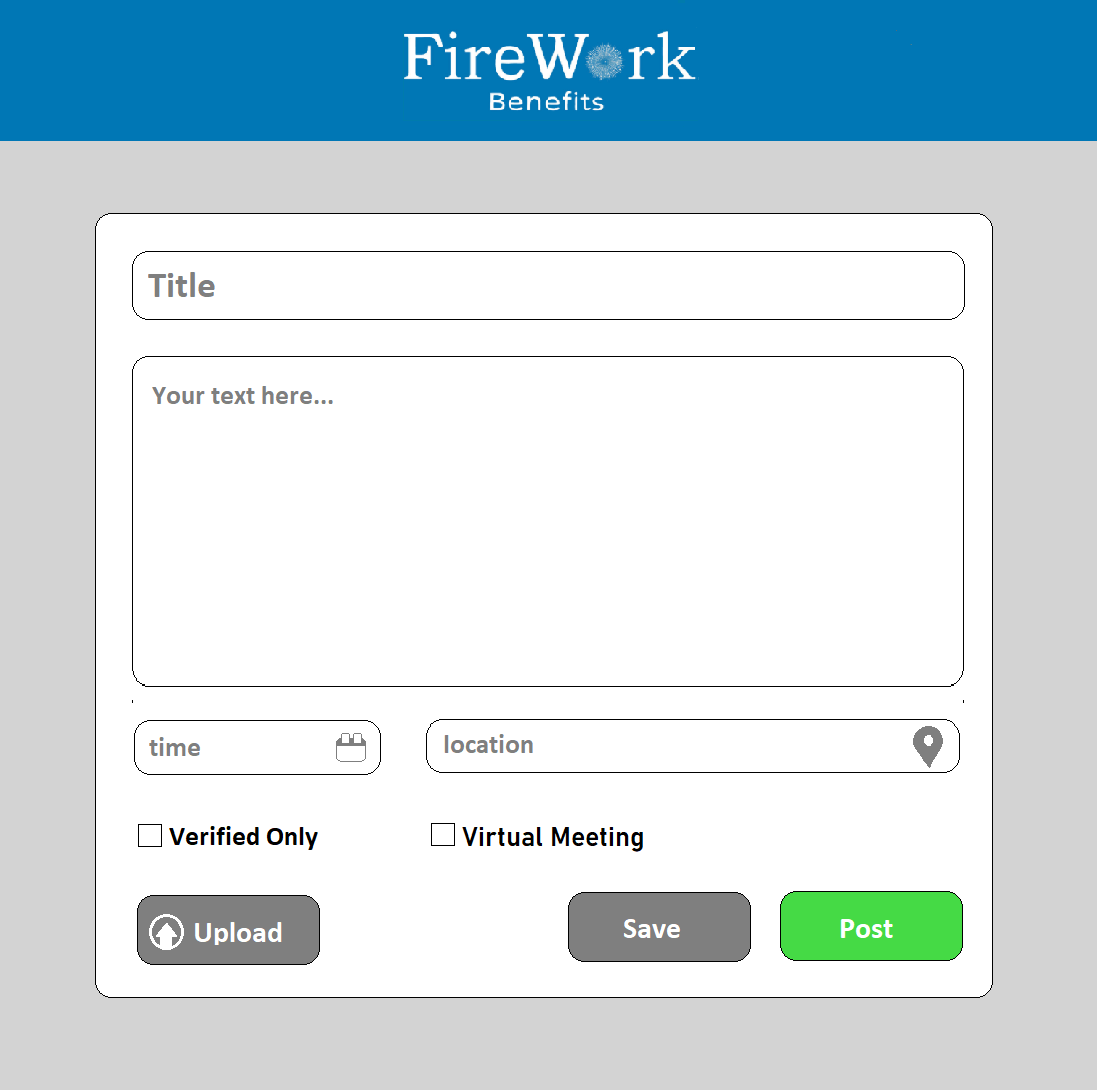 FireWork
Benefits
Title
Your text here...
time
location
Verified Only
Virtual Meeting
Upload
Save
Post